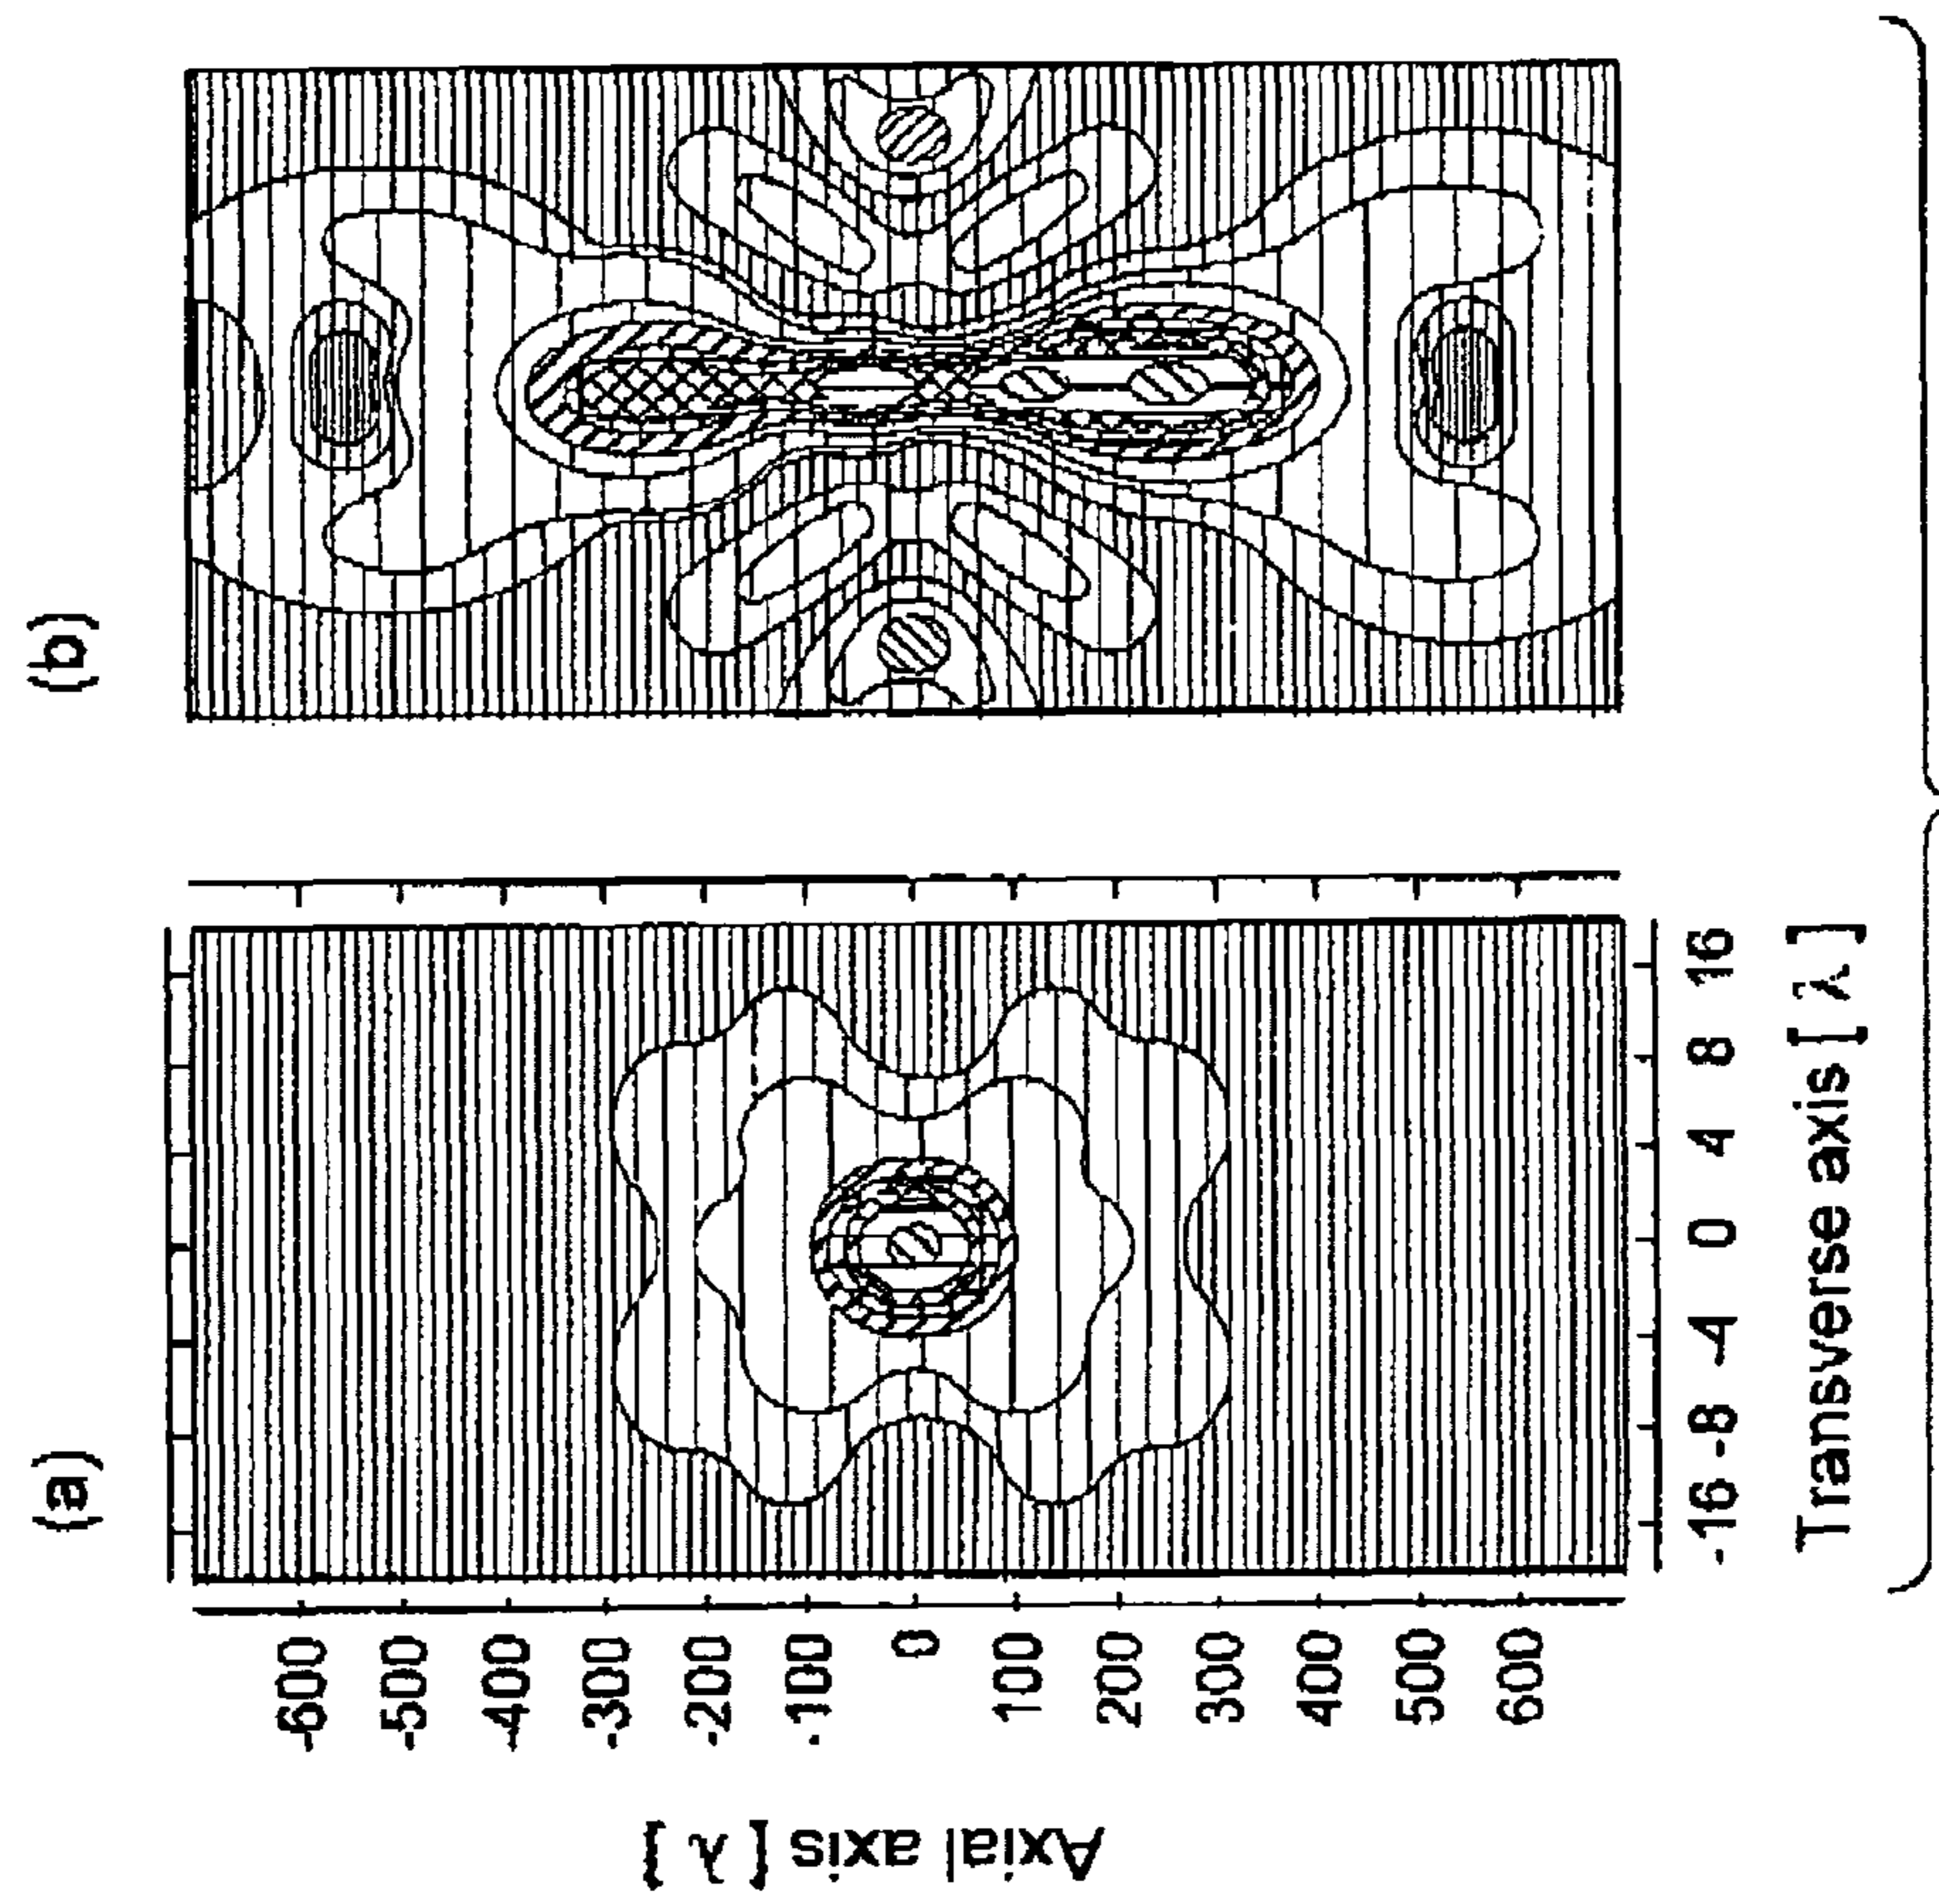 (a)
(b)
Axial axis [ λ ]
-600
-500
-400
-300
-200
-100
0
100
200
300
400
500
600
-16 -8 -4 0 4 8 16
Transverse axis [ λ ]